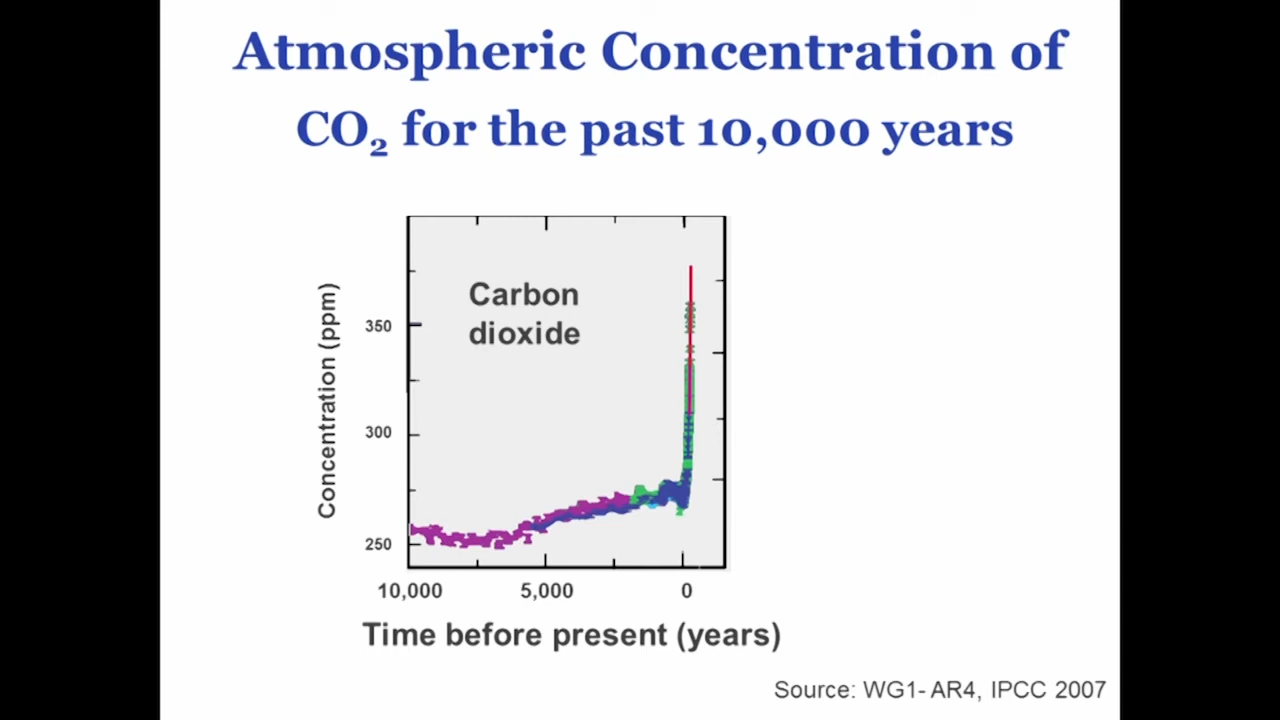 Atmospheric Concentration of
CO₂ for the past 10,000 years
Carbon
dioxide
Concentration (ppm)
350
300
250
10,000 5,000 0
Time before present (years)
Source: WG1- AR4, IPCC 2007